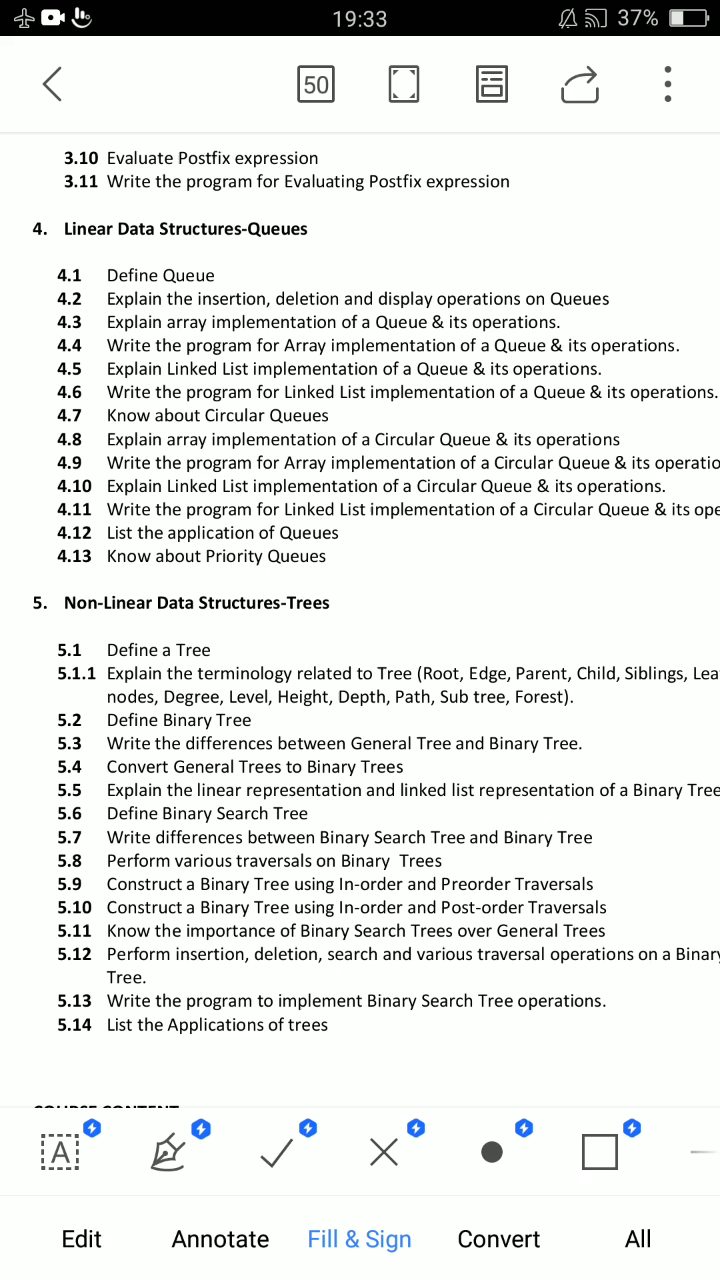 19:33
37%
50
3.10 Evaluate Postfix expression
3.11 Write the program for Evaluating Postfix expression
4. Linear Data Structures-Queues
4.1 Define Queue
4.2 Explain the insertion, deletion and display operations on Queues
4.3 Explain array implementation of a Queue & its operations.
4.4 Write the program for Array implementation of a Queue & its operations.
4.5 Explain Linked List implementation of a Queue & its operations.
4.6 Write the program for Linked List implementation of a Queue & its operations.
4.7 Know about Circular Queues
4.8 Explain array implementation of a Circular Queue & its operations
4.9 Write the program for Array implementation of a Circular Queue & its operatio
4.10 Explain Linked List implementation of a Circular Queue & its operations.
4.11 Write the program for Linked List implementation of a Circular Queue & its ope
4.12 List the application of Queues
4.13 Know about Priority Queues
5. Non-Linear Data Structures-Trees
5.1 Define a Tree
5.1.1 Explain the terminology related to Tree (Root, Edge, Parent, Child, Siblings, Lea
nodes, Degree, Level, Height, Depth, Path, Sub tree, Forest).
5.2 Define Binary Tree
5.3 Write the differences between General Tree and Binary Tree.
5.4 Convert General Trees to Binary Trees
5.5 Explain the linear representation and linked list representation of a Binary Tree
5.6 Define Binary Search Tree
5.7 Write differences between Binary Search Tree and Binary Tree
5.8 Perform various traversals on Binary Trees
5.9 Construct a Binary Tree using In-order and Preorder Traversals
5.10 Construct a Binary Tree using In-order and Post-order Traversals
5.11 Know the importance of Binary Search Trees over General Trees
5.12 Perform insertion, deletion, search and various traversal operations on a Binary
Tree.
5.13 Write the program to implement Binary Search Tree operations.
5.14 List the Applications of trees
A
Edit Annotate Fill & Sign Convert All